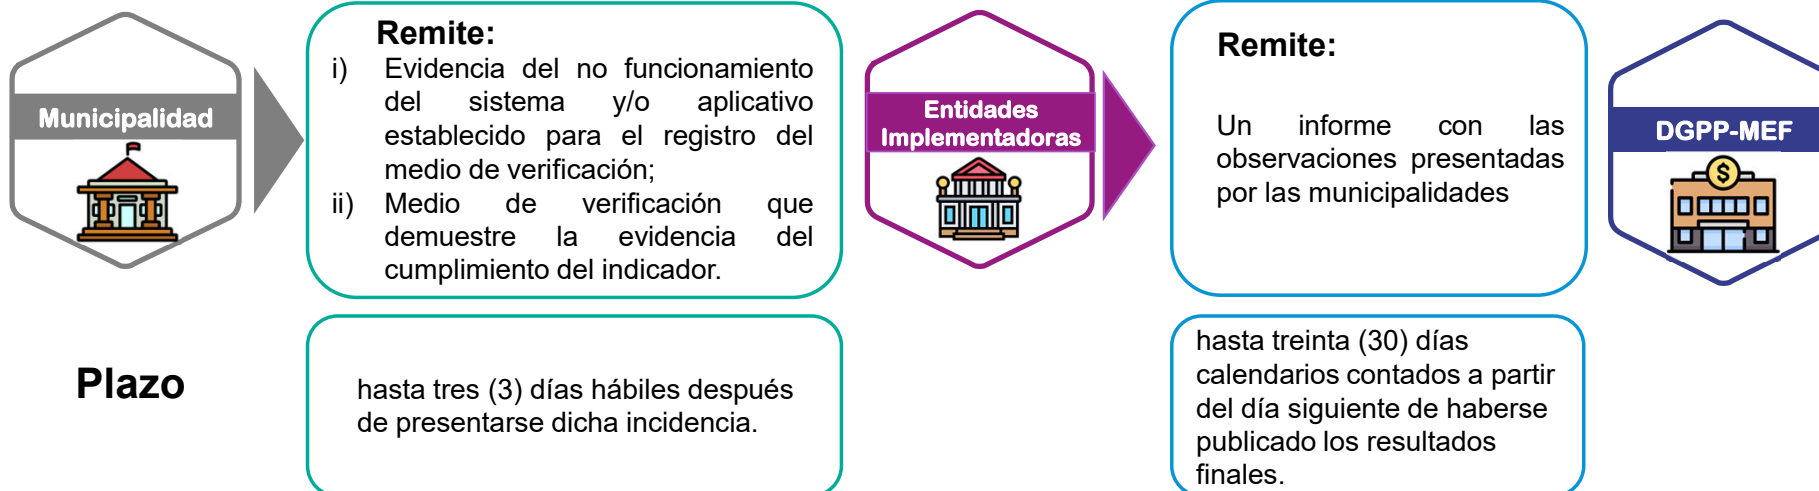 Municipalidad
Remite:
i) Evidencia del no funcionamiento
del sistema y/o aplicativo
establecido para el registro del
medio de verificación;
ii) Medio de verificación que
demuestre la evidencia del
cumplimiento del indicador.
Entidades
Implementadoras
Remite:
Un informe con las
observaciones presentadas
por las municipalidades
DGPP-MEF
$
Plazo
hasta tres (3) días hábiles después
de presentarse dicha incidencia.
hasta treinta (30) días
calendarios contados a partir
del día siguiente de haberse
publicado los resultados
finales.